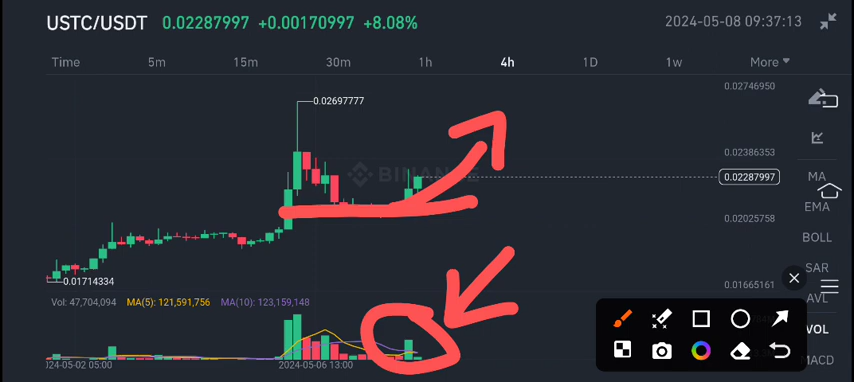 USTC/USDT 0.02287997 +0.00170997 +8.08% 2024-05-08 09:37:13
Time 5m 15m 30m 1h 4h 1D 1w More
0.02746950
0.02697777
BINANCE
0.02386353
MA
0.02287997
EMA
0.02025758
BOLL
SAR
0.01714334
0.01665161
AVL
Vol: 47,704,094 MA(5): 121,591,756 MA(10): 123,159,148
VOL
MACD
024-05-02 05:00 2024-05-06 13:00